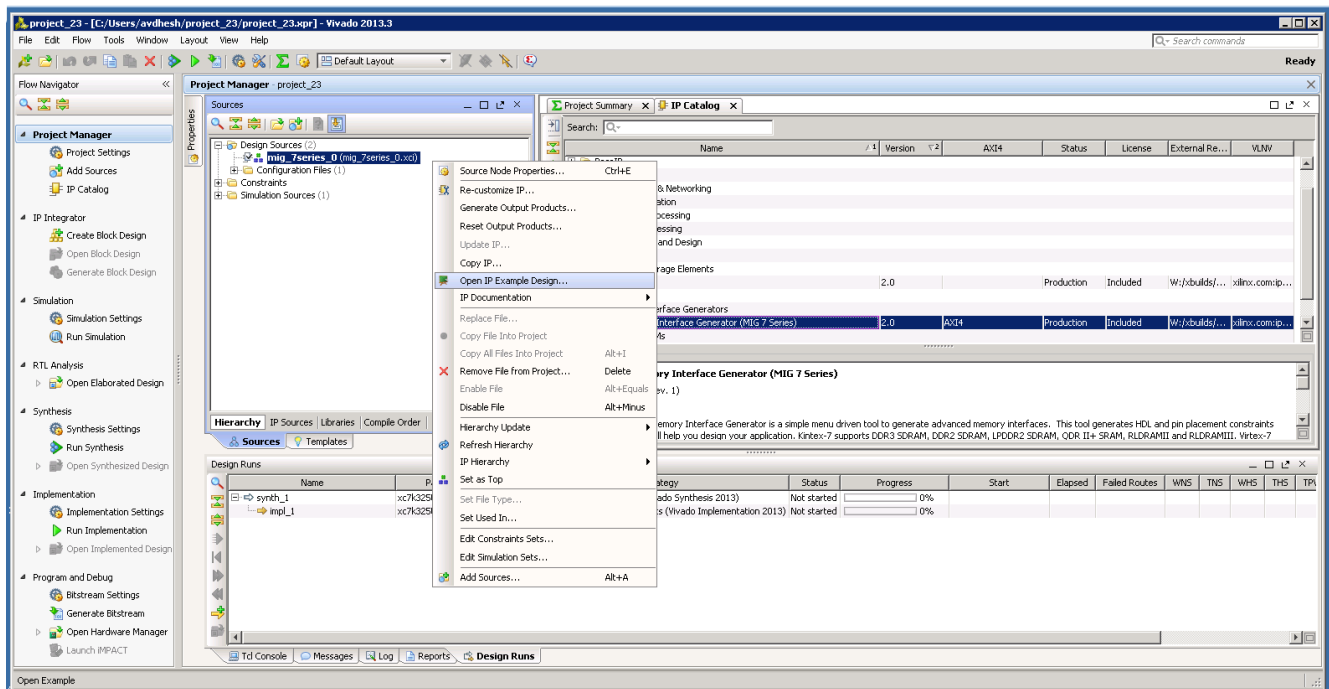 project_23 - [C:/Users/avdhesh/project_23/project_23.xpr] - Vivado 2013.3
File Edit Flow Tools Window Layout View Help
Q- Search commands
Default Layout
Ready
Flow Navigator
Project Manager
Project Settings
Add Sources
IP Catalog
IP Integrator
Create Block Design
Open Block Design
Generate Block Design
Simulation
Simulation Settings
Run Simulation
RTL Analysis
Open Elaborated Design
Synthesis
Synthesis Settings
Run Synthesis
Open Synthesized Design
Implementation
Implementation Settings
Run Implementation
Open Implemented Design
Program and Debug
Bitstream Settings
Generate Bitstream
Open Hardware Manager
Launch iMPACT
Project Manager - project_23
Properties
Sources
Design Sources (2)
mig_7series_0 (mig_7series_0.xci)
Configuration Files (1)
Constraints
Simulation Sources (1)
Hierarchy IP Sources Libraries Compile Order
Sources Templates
Source Node Properties... Ctrl+E
Re-customize IP...
Generate Output Products...
Reset Output Products...
Update IP...
Copy IP...
Open IP Example Design...
IP Documentation
Replace File...
Copy File Into Project
Copy All Files Into Project Alt+I
Remove File from Project... Delete
Enable File Alt+Equals
Disable File Alt+Minus
Hierarchy Update
Refresh Hierarchy
IP Hierarchy
Set as Top
Set File Type...
Set Used In...
Edit Constraints Sets...
Edit Simulation Sets...
Add Sources... Alt+A
Project Summary IP Catalog
Search:
Name 1 Version 2 AXI4 Status License External Re... VLNV
& Networking
ation
ocessing
essing
and Design
rage Elements
2.0 Production Included W:/xbuilds/... xilinx.com:ip...
erface Generators
Interface Generator (MIG 7 Series) 2.0 AXI4 Production Included W:/xbuilds/... xilinx.com:ip...
ory Interface Generator (MIG 7 Series)
ev. 1)
emory Interface Generator is a simple menu driven tool to generate advanced memory interfaces. This tool generates HDL and pin placement constraints
ll help you design your application. Kintex-7 supports DDR3 SDRAM, DDR2 SDRAM, LPDDR2 SDRAM, QDR II+ SRAM, RLDRAMII and RLDRAMIII. Virtex-7
Design Runs
Name Pa ategy Status Progress Start Elapsed Failed Routes WNS TNS WHS THS TPV
synth_1 xc7k325 ado Synthesis 2013) Not started 0%
impl_1 xc7k325 s (Vivado Implementation 2013) Not started 0%
Tcl Console Messages Log Reports Design Runs
Open Example